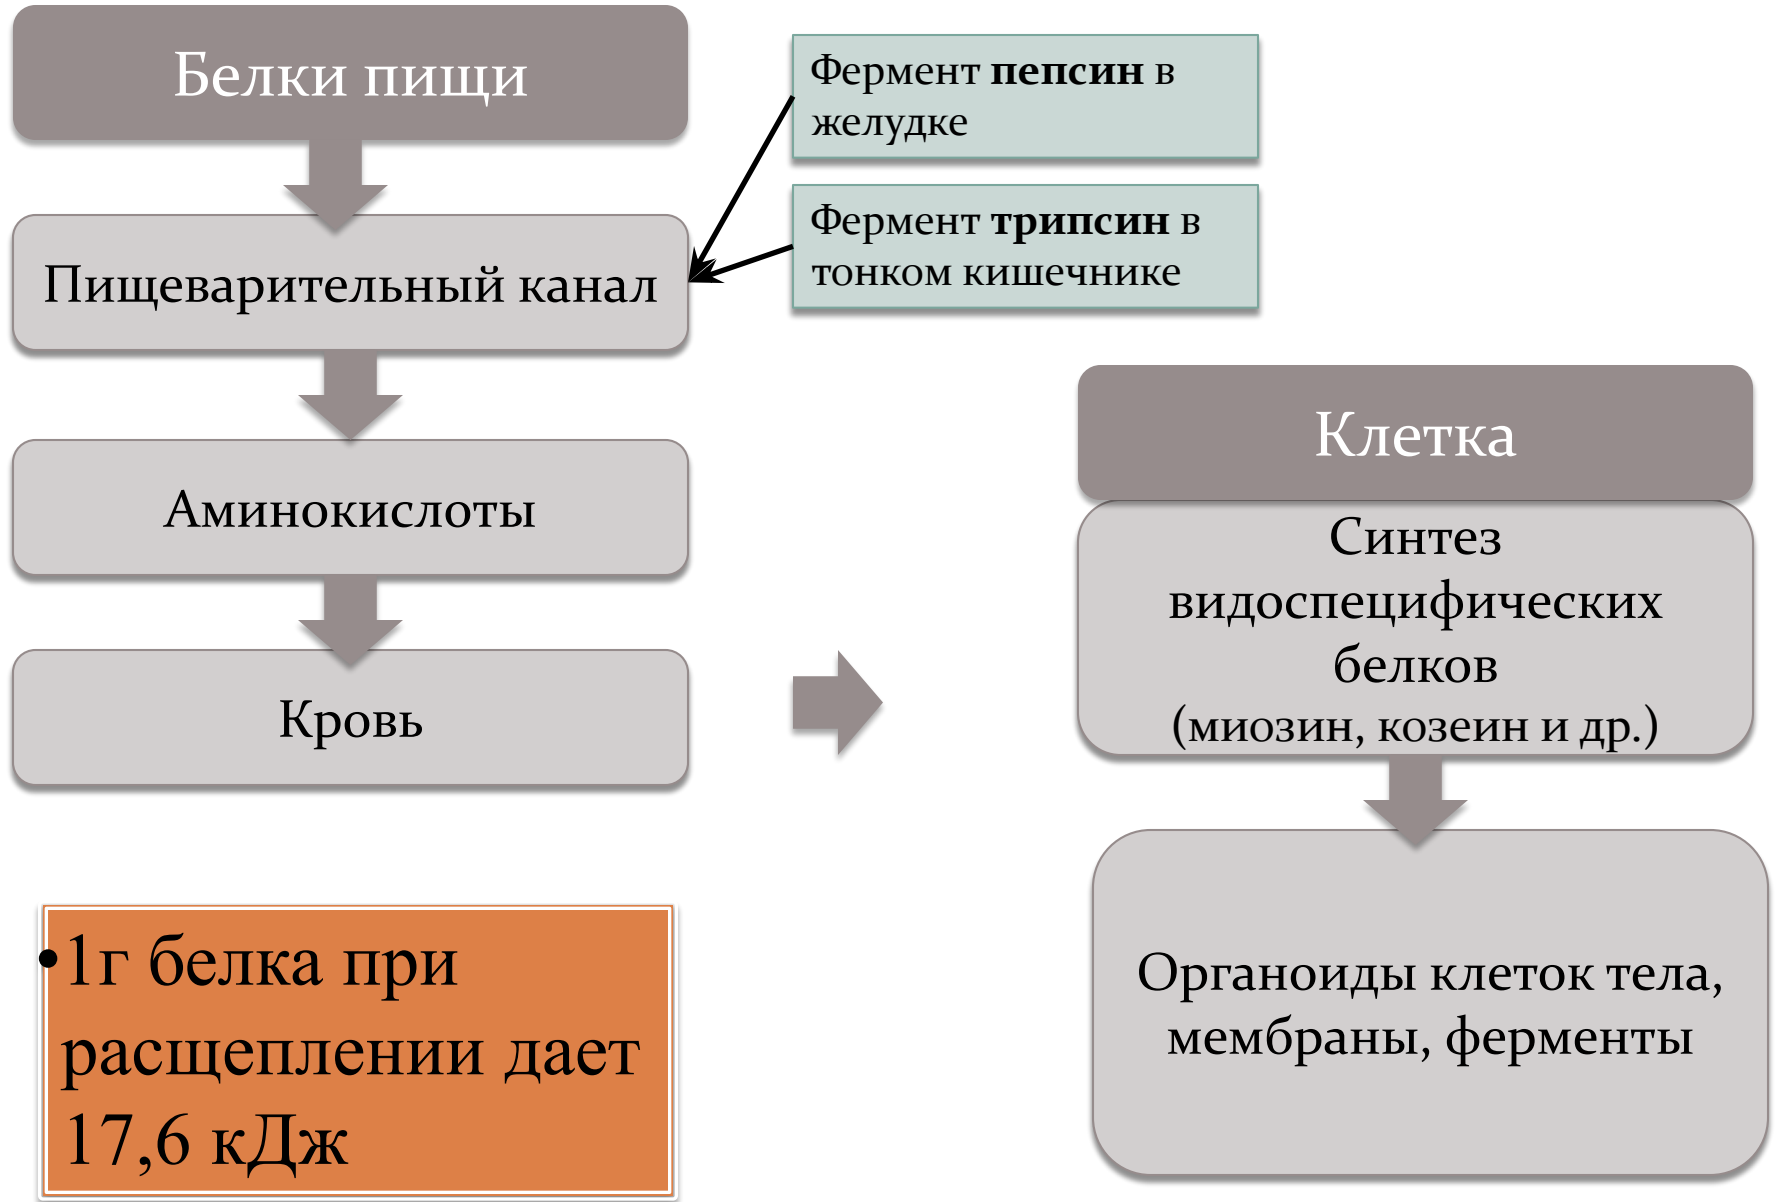 Белки пищи
Фермент пепсин в
желудке
Фермент трипсин в
тонком кишечнике
Пищеварительный канал
Аминокислоты
Кровь
Клетка
Синтез
видоспецифических
белков
(миозин, козеин и др.)
Органоиды клеток тела,
мембраны, ферменты
•1г белка при
расщеплении дает
17,6 кДж